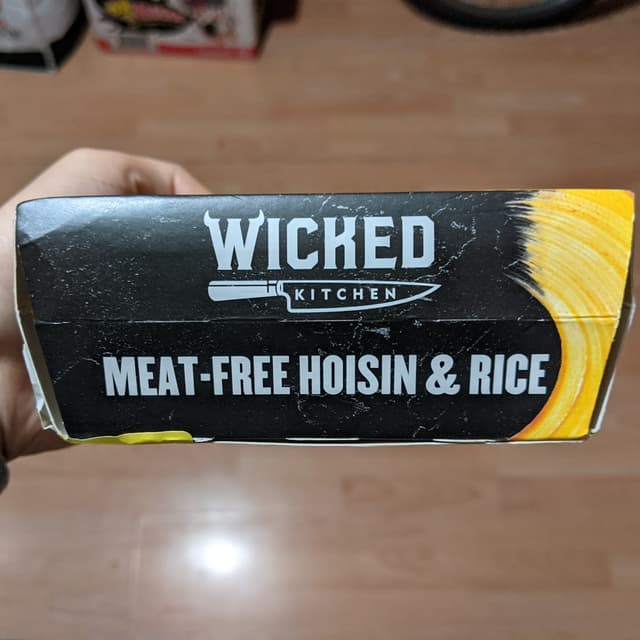 WICKED
KITCHEN
MEAT-FREE HOISIN & RICE